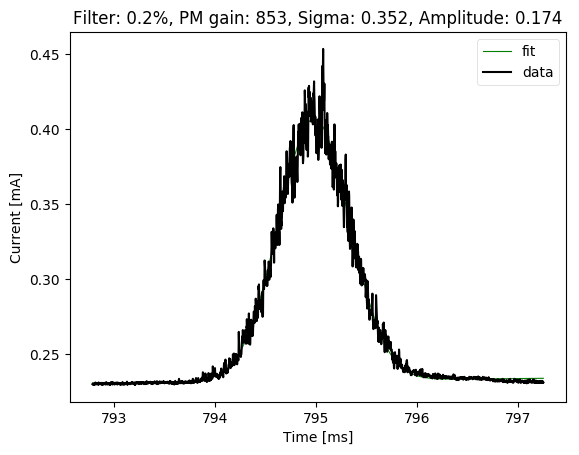 Filter: 0.2%, PM gain: 853, Sigma: 0.352, Amplitude: 0.174
fit
data
0.45
0.40
0.35
0.30
0.25
Current [mA]
793
794
795
796
797
Time [ms]